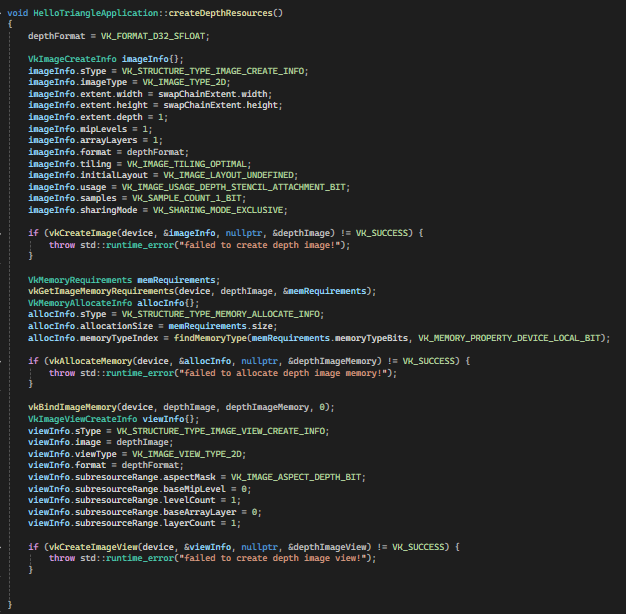 void HelloTriangleApplication::createDepthResources()
{
depthFormat = VK_FORMAT_D32_SFLOAT;
VkImageCreateInfo imageInfo{};
imageInfo.sType = VK_STRUCTURE_TYPE_IMAGE_CREATE_INFO;
imageInfo.imageType = VK_IMAGE_TYPE_2D;
imageInfo.extent.width = swapChainExtent.width;
imageInfo.extent.height = swapChainExtent.height;
imageInfo.extent.depth = 1;
imageInfo.mipLevels = 1;
imageInfo.arrayLayers = 1;
imageInfo.format = depthFormat;
imageInfo.tiling = VK_IMAGE_TILING_OPTIMAL;
imageInfo.initialLayout = VK_IMAGE_LAYOUT_UNDEFINED;
imageInfo.usage = VK_IMAGE_USAGE_DEPTH_STENCIL_ATTACHMENT_BIT;
imageInfo.samples = VK_SAMPLE_COUNT_1_BIT;
imageInfo.sharingMode = VK_SHARING_MODE_EXCLUSIVE;
if (vkCreateImage(device, &imageInfo, nullptr, &depthImage) != VK_SUCCESS) {
throw std::runtime_error("failed to create depth image!");
}
VkMemoryRequirements memRequirements;
vkGetImageMemoryRequirements(device, depthImage, &memRequirements);
VkMemoryAllocateInfo allocInfo{};
allocInfo.sType = VK_STRUCTURE_TYPE_MEMORY_ALLOCATE_INFO;
allocInfo.allocationSize = memRequirements.size;
allocInfo.memoryTypeIndex = findMemoryType(memRequirements.memoryTypeBits, VK_MEMORY_PROPERTY_DEVICE_LOCAL_BIT);
if (vkAllocateMemory(device, &allocInfo, nullptr, &depthImageMemory) != VK_SUCCESS) {
throw std::runtime_error("failed to allocate depth image memory!");
}
vkBindImageMemory(device, depthImage, depthImageMemory, 0);
VkImageViewCreateInfo viewInfo{};
viewInfo.sType = VK_STRUCTURE_TYPE_IMAGE_VIEW_CREATE_INFO;
viewInfo.image = depthImage;
viewInfo.viewType = VK_IMAGE_VIEW_TYPE_2D;
viewInfo.format = depthFormat;
viewInfo.subresourceRange.aspectMask = VK_IMAGE_ASPECT_DEPTH_BIT;
viewInfo.subresourceRange.baseMipLevel = 0;
viewInfo.subresourceRange.levelCount = 1;
viewInfo.subresourceRange.baseArrayLayer = 0;
viewInfo.subresourceRange.layerCount = 1;
if (vkCreateImageView(device, &viewInfo, nullptr, &depthImageView) != VK_SUCCESS) {
throw std::runtime_error("failed to create depth image view!");
}
}